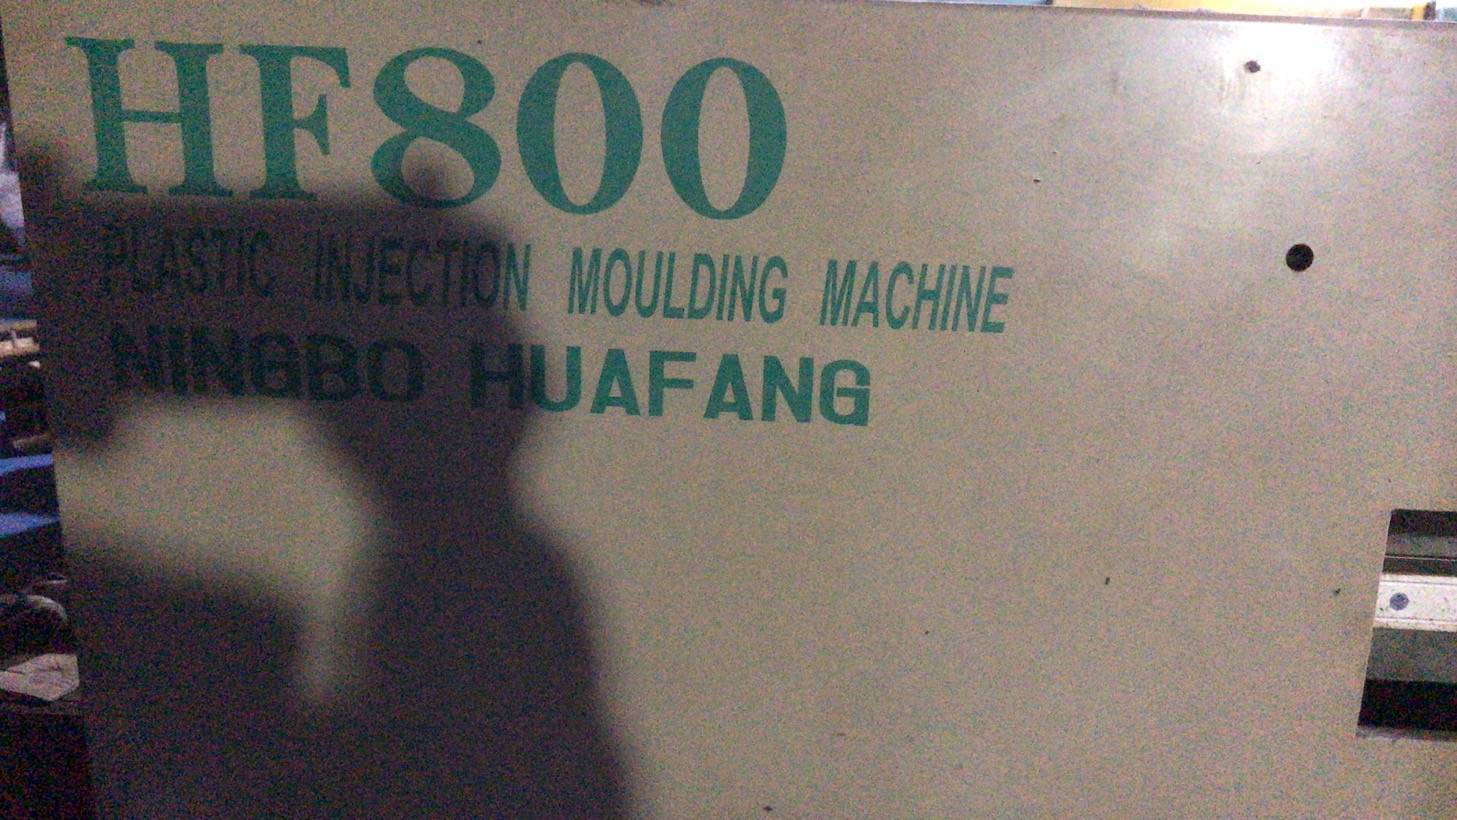 HF800
PLASTIC INJECTION MOULDING MACHINE
NINGBO HUAFANG